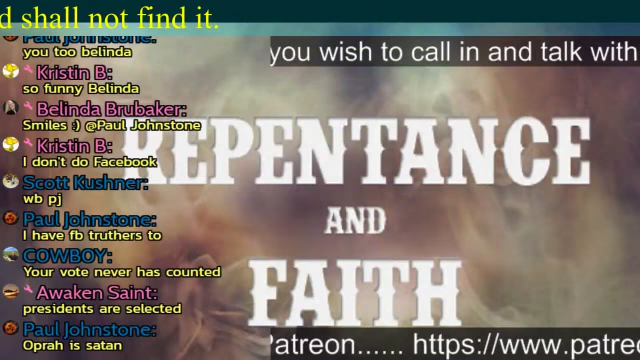 d shall not find it.
Paul Johnstone:
you too belinda
you wish to call in and talk with
Kristin B:
so funny Belinda
Belinda Brubaker:
Smiles :) @Paul Johnstone
Kristin B:
I don't do Facebook
Scott Kushner:
wb pj
Paul Johnstone:
I have fb truthers to
COWBOY:
Your vote never has counted
Awaken Saint:
presidents are selected
Paul Johnstone:
Oprah is satan
REPENTANCE
AND
FAITH
Patreon...... https://www.patre